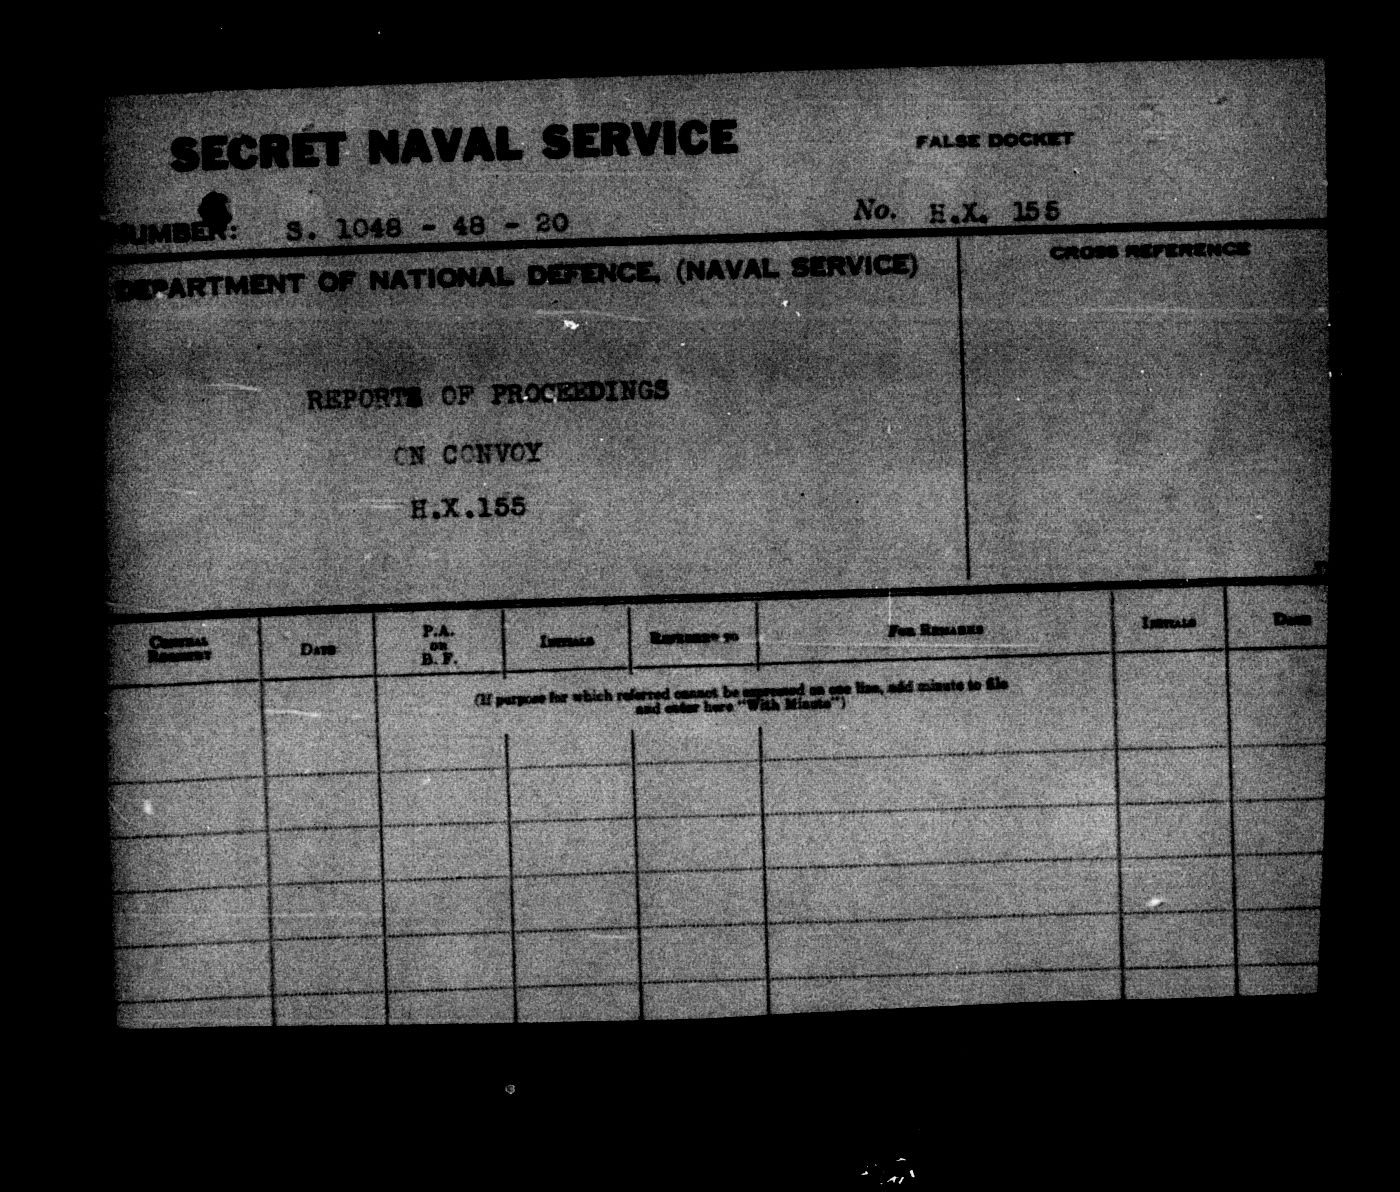 SECRET NAVAL SERVICE
FALSE DOCKET
NUMBER: S. 1048 - 48 - 20
No. H.X. 155
DEPARTMENT OF NATIONAL DEFENCE, (NAVAL SERVICE)
CROSS REFERENCE
REPORTS OF PROCEEDINGS
ON CONVOY
H.X.155
DATE
P.A.
OR
B. F.
INITIALS
REFERRED TO
FOR REMARKS
INITIALS
DATE
(If purpose for which referred cannot be expressed on one line, add minute to file
and enter here "With Minute")